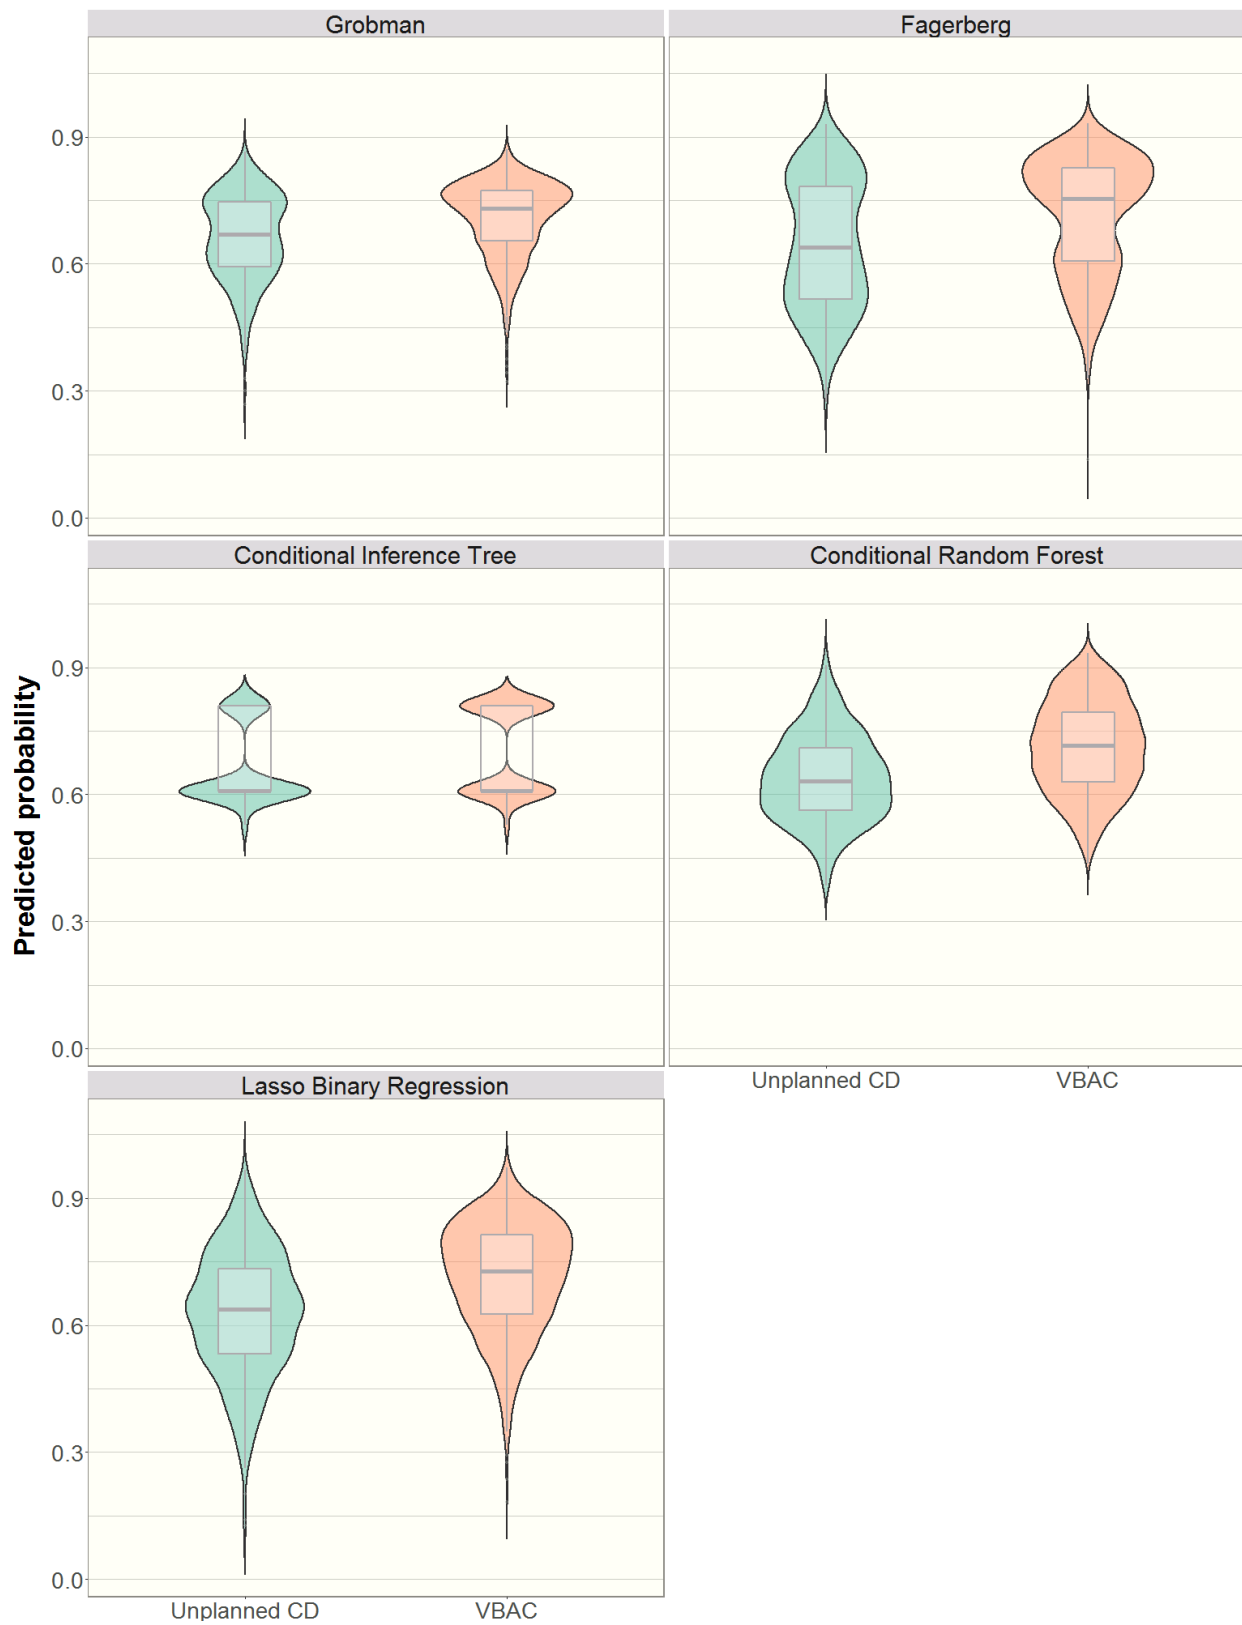 Grobman
Fagerberg
0.9
0.6
0.3
0.0
Conditional Inference Tree
Conditional Random Forest
Predicted probability
0.9
0.6
0.3
0.0
Unplanned CD
VBAC
Lasso Binary Regression
0.9
0.6
0.3
0.0
Unplanned CD
VBAC